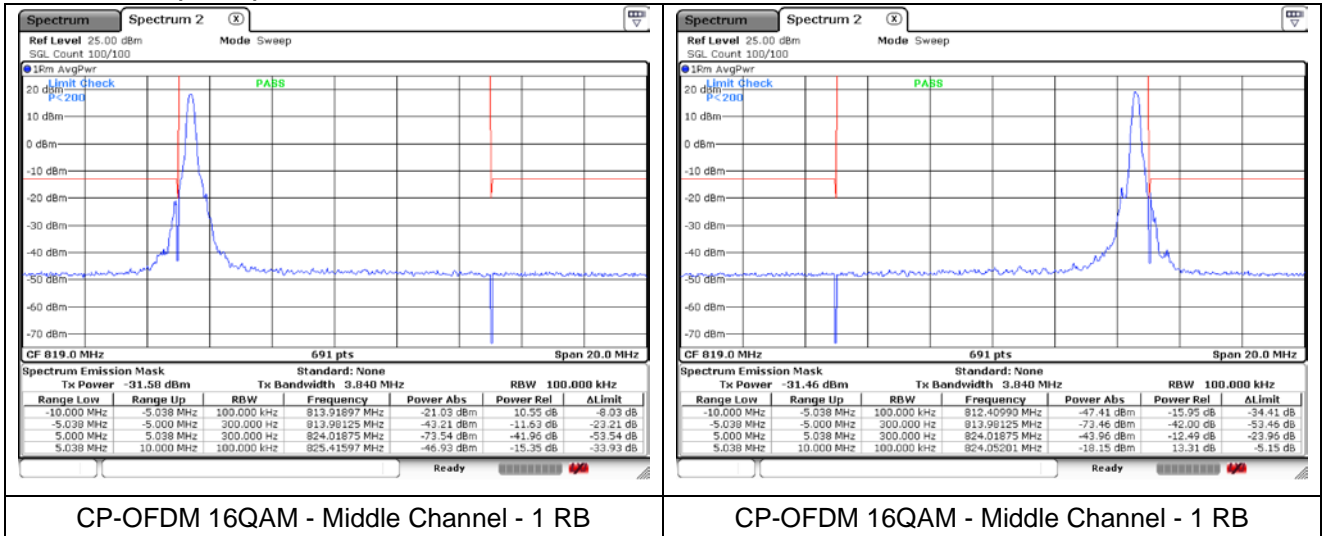 Spectrum Spectrum 2 X
Ref Level 25.00 dBm Mode Sweep
SGL Count 100/100
1Rm AvgPwr
Limit Check PASS
20 dBm
P<200
10 dBm
0 dBm
-10 dBm
-20 dBm
-30 dBm
-40 dBm
-50 dBm
-60 dBm
-70 dBm
CF 819.0 MHz 691 pts Span 20.0 MHz
Spectrum Emission Mask Standard: None
Tx Power -31.58 dBm Tx Bandwidth 3.840 MHz RBW 100.000 kHz
Range Low Range Up RBW Frequency Power Abs Power Rel ΔLimit
-10.000 MHz -5.038 MHz 100.000 kHz 813.91897 MHz -21.03 dBm 10.55 dB -8.03 dB
-5.038 MHz -5.000 MHz 300.000 Hz 813.98125 MHz -43.21 dBm -11.63 dB -23.21 dB
5.000 MHz 5.038 MHz 300.000 Hz 824.01875 MHz -73.54 dBm -41.96 dB -53.54 dB
5.038 MHz 10.000 MHz 100.000 kHz 825.41597 MHz -46.93 dBm -15.35 dB -33.93 dB
Ready
CP-OFDM 16QAM - Middle Channel - 1 RB
Spectrum Spectrum 2 X
Ref Level 25.00 dBm Mode Sweep
SGL Count 100/100
1Rm AvgPwr
Limit Check PASS
20 dBm
P<200
10 dBm
0 dBm
-10 dBm
-20 dBm
-30 dBm
-40 dBm
-50 dBm
-60 dBm
-70 dBm
CF 819.0 MHz 691 pts Span 20.0 MHz
Spectrum Emission Mask Standard: None
Tx Power -31.46 dBm Tx Bandwidth 3.840 MHz RBW 100.000 kHz
Range Low Range Up RBW Frequency Power Abs Power Rel ΔLimit
-10.000 MHz -5.038 MHz 100.000 kHz 812.40990 MHz -47.41 dBm -15.95 dB -34.41 dB
-5.038 MHz -5.000 MHz 300.000 Hz 813.98125 MHz -73.46 dBm -42.00 dB -53.46 dB
5.000 MHz 5.038 MHz 300.000 Hz 824.01875 MHz -43.96 dBm -12.49 dB -23.96 dB
5.038 MHz 10.000 MHz 100.000 kHz 824.05201 MHz -18.15 dBm 13.31 dB -5.15 dB
Ready
CP-OFDM 16QAM - Middle Channel - 1 RB